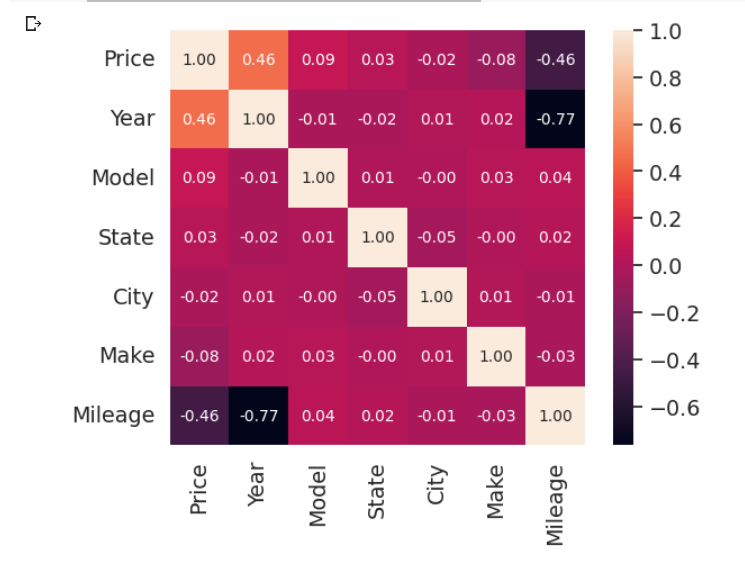 1.0
Price 1.00 0.46 0.09 0.03 -0.02 -0.08 -0.46
0.8
Year 0.46 1.00 -0.01 -0.02 0.01 0.02 -0.77
0.6
Model 0.09 -0.01 1.00 0.01 -0.00 0.03 0.04
0.4
0.2
State 0.03 -0.02 0.01 1.00 -0.05 -0.00 0.02
0.0
City -0.02 0.01 -0.00 -0.05 1.00 0.01 -0.01
−0.2
Make -0.08 0.02 0.03 -0.00 0.01 1.00 -0.03
−0.4
−0.6
Mileage -0.46 -0.77 0.04 0.02 -0.01 -0.03 1.00
Price Year Model State City Make Mileage